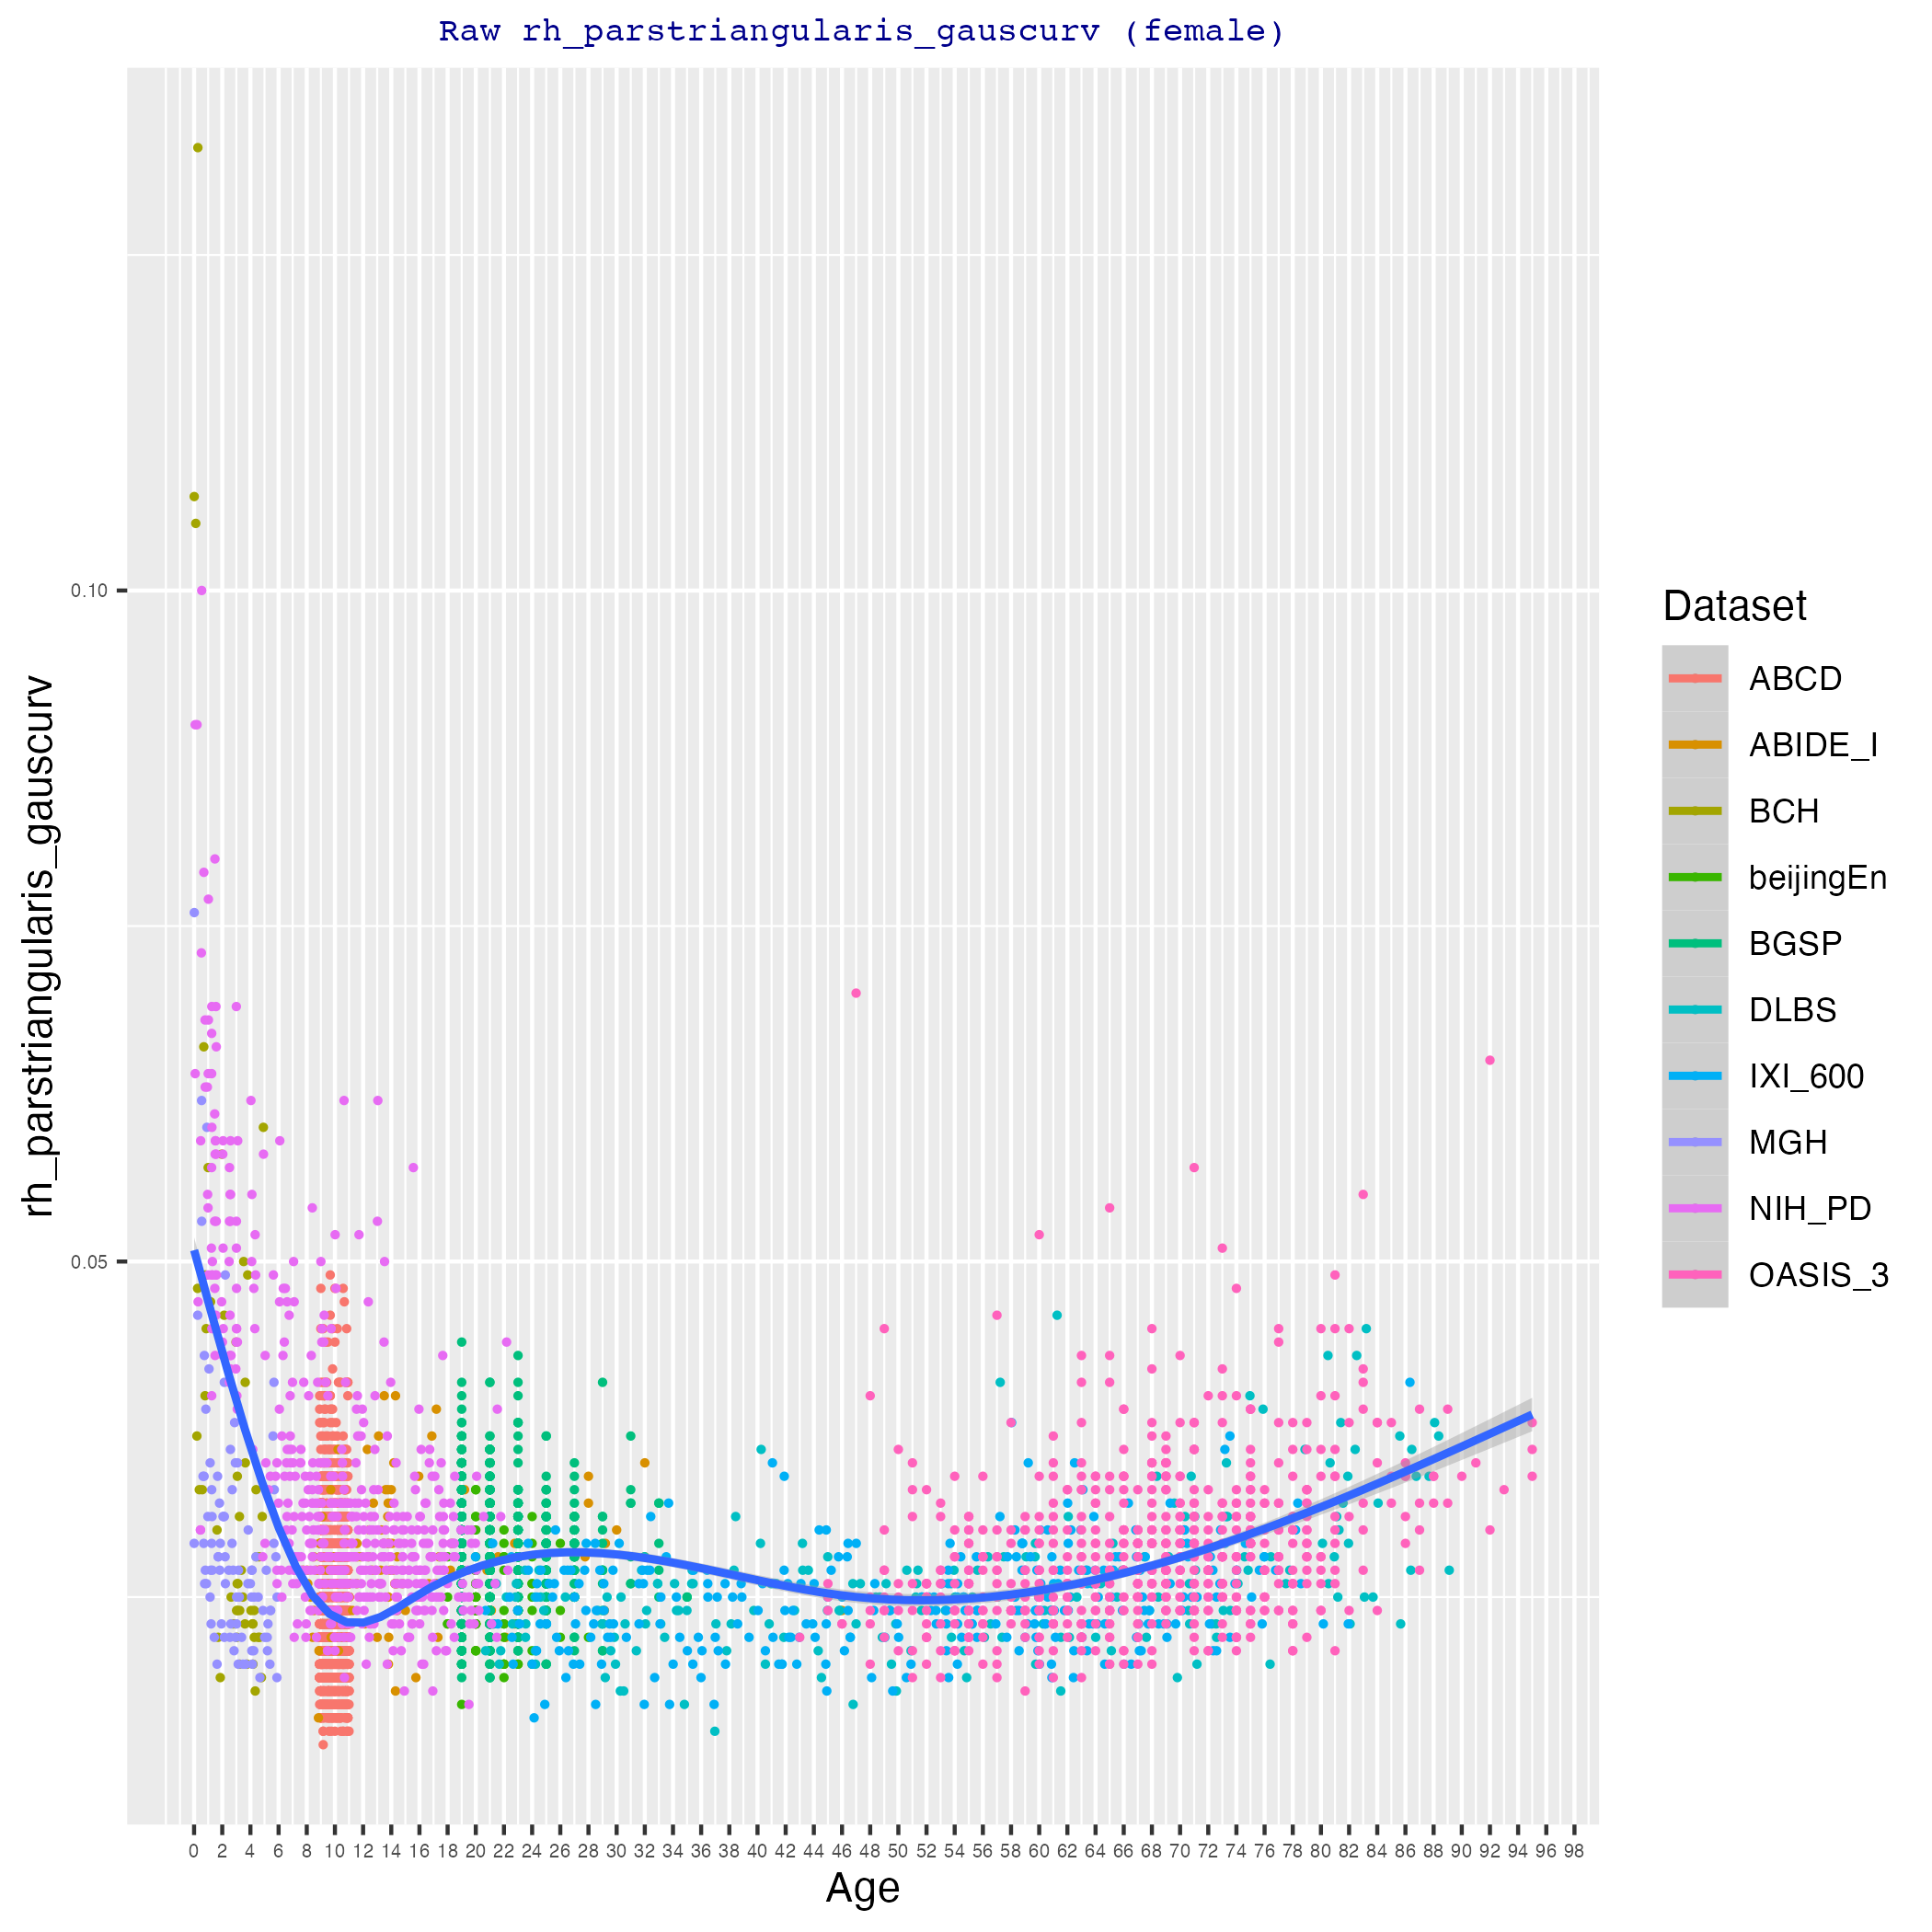 Raw rh_parstriangularis_gauscurv (female)
rh_parstriangularis_gauscurv
0.10
0.05
0 2 4 6 8 10 12 14 16 18 20 22 24 26 28 30 32 34 36 38 40 42 44 46 48 50 52 54 56 58 60 62 64 66 68 70 72 74 76 78 80 82 84 86 88 90 92 94 96 98
Age
Dataset
ABCD
ABIDE_I
BCH
beijingEn
BGSP
DLBS
IXI_600
MGH
NIH_PD
OASIS_3